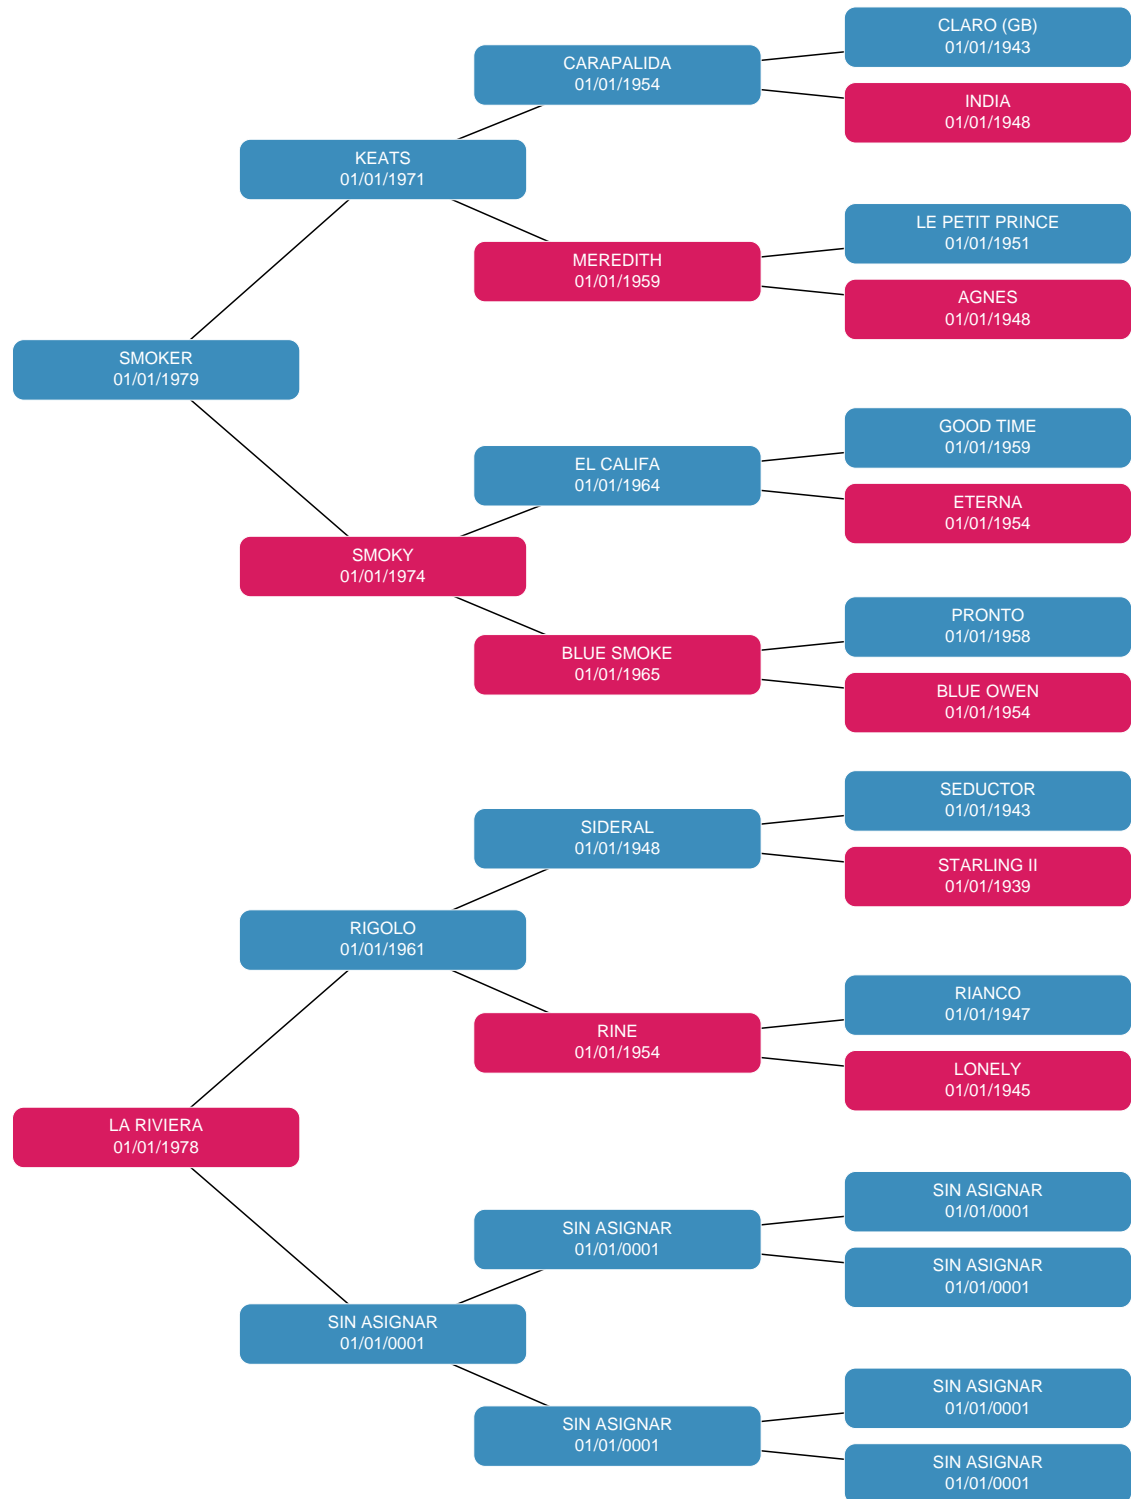 CLARO (GB)
01/01/1943
CARAPALIDA
01/01/1954
INDIA
01/01/1948
KEATS
01/01/1971
LE PETIT PRINCE
01/01/1951
MEREDITH
01/01/1959
AGNES
01/01/1948
SMOKER
01/01/1979
GOOD TIME
01/01/1959
EL CALIFA
01/01/1964
ETERNA
01/01/1954
SMOKY
01/01/1974
PRONTO
01/01/1958
BLUE SMOKE
01/01/1965
BLUE OWEN
01/01/1954
SEDUCTOR
01/01/1943
SIDERAL
01/01/1948
STARLING II
01/01/1939
RIGOLO
01/01/1961
RIANCO
01/01/1947
RINE
01/01/1954
LONELY
01/01/1945
LA RIVIERA
01/01/1978
SIN ASIGNAR
01/01/0001
SIN ASIGNAR
01/01/0001
SIN ASIGNAR
01/01/0001
SIN ASIGNAR
01/01/0001
SIN ASIGNAR
01/01/0001
SIN ASIGNAR
01/01/0001
SIN ASIGNAR
01/01/0001